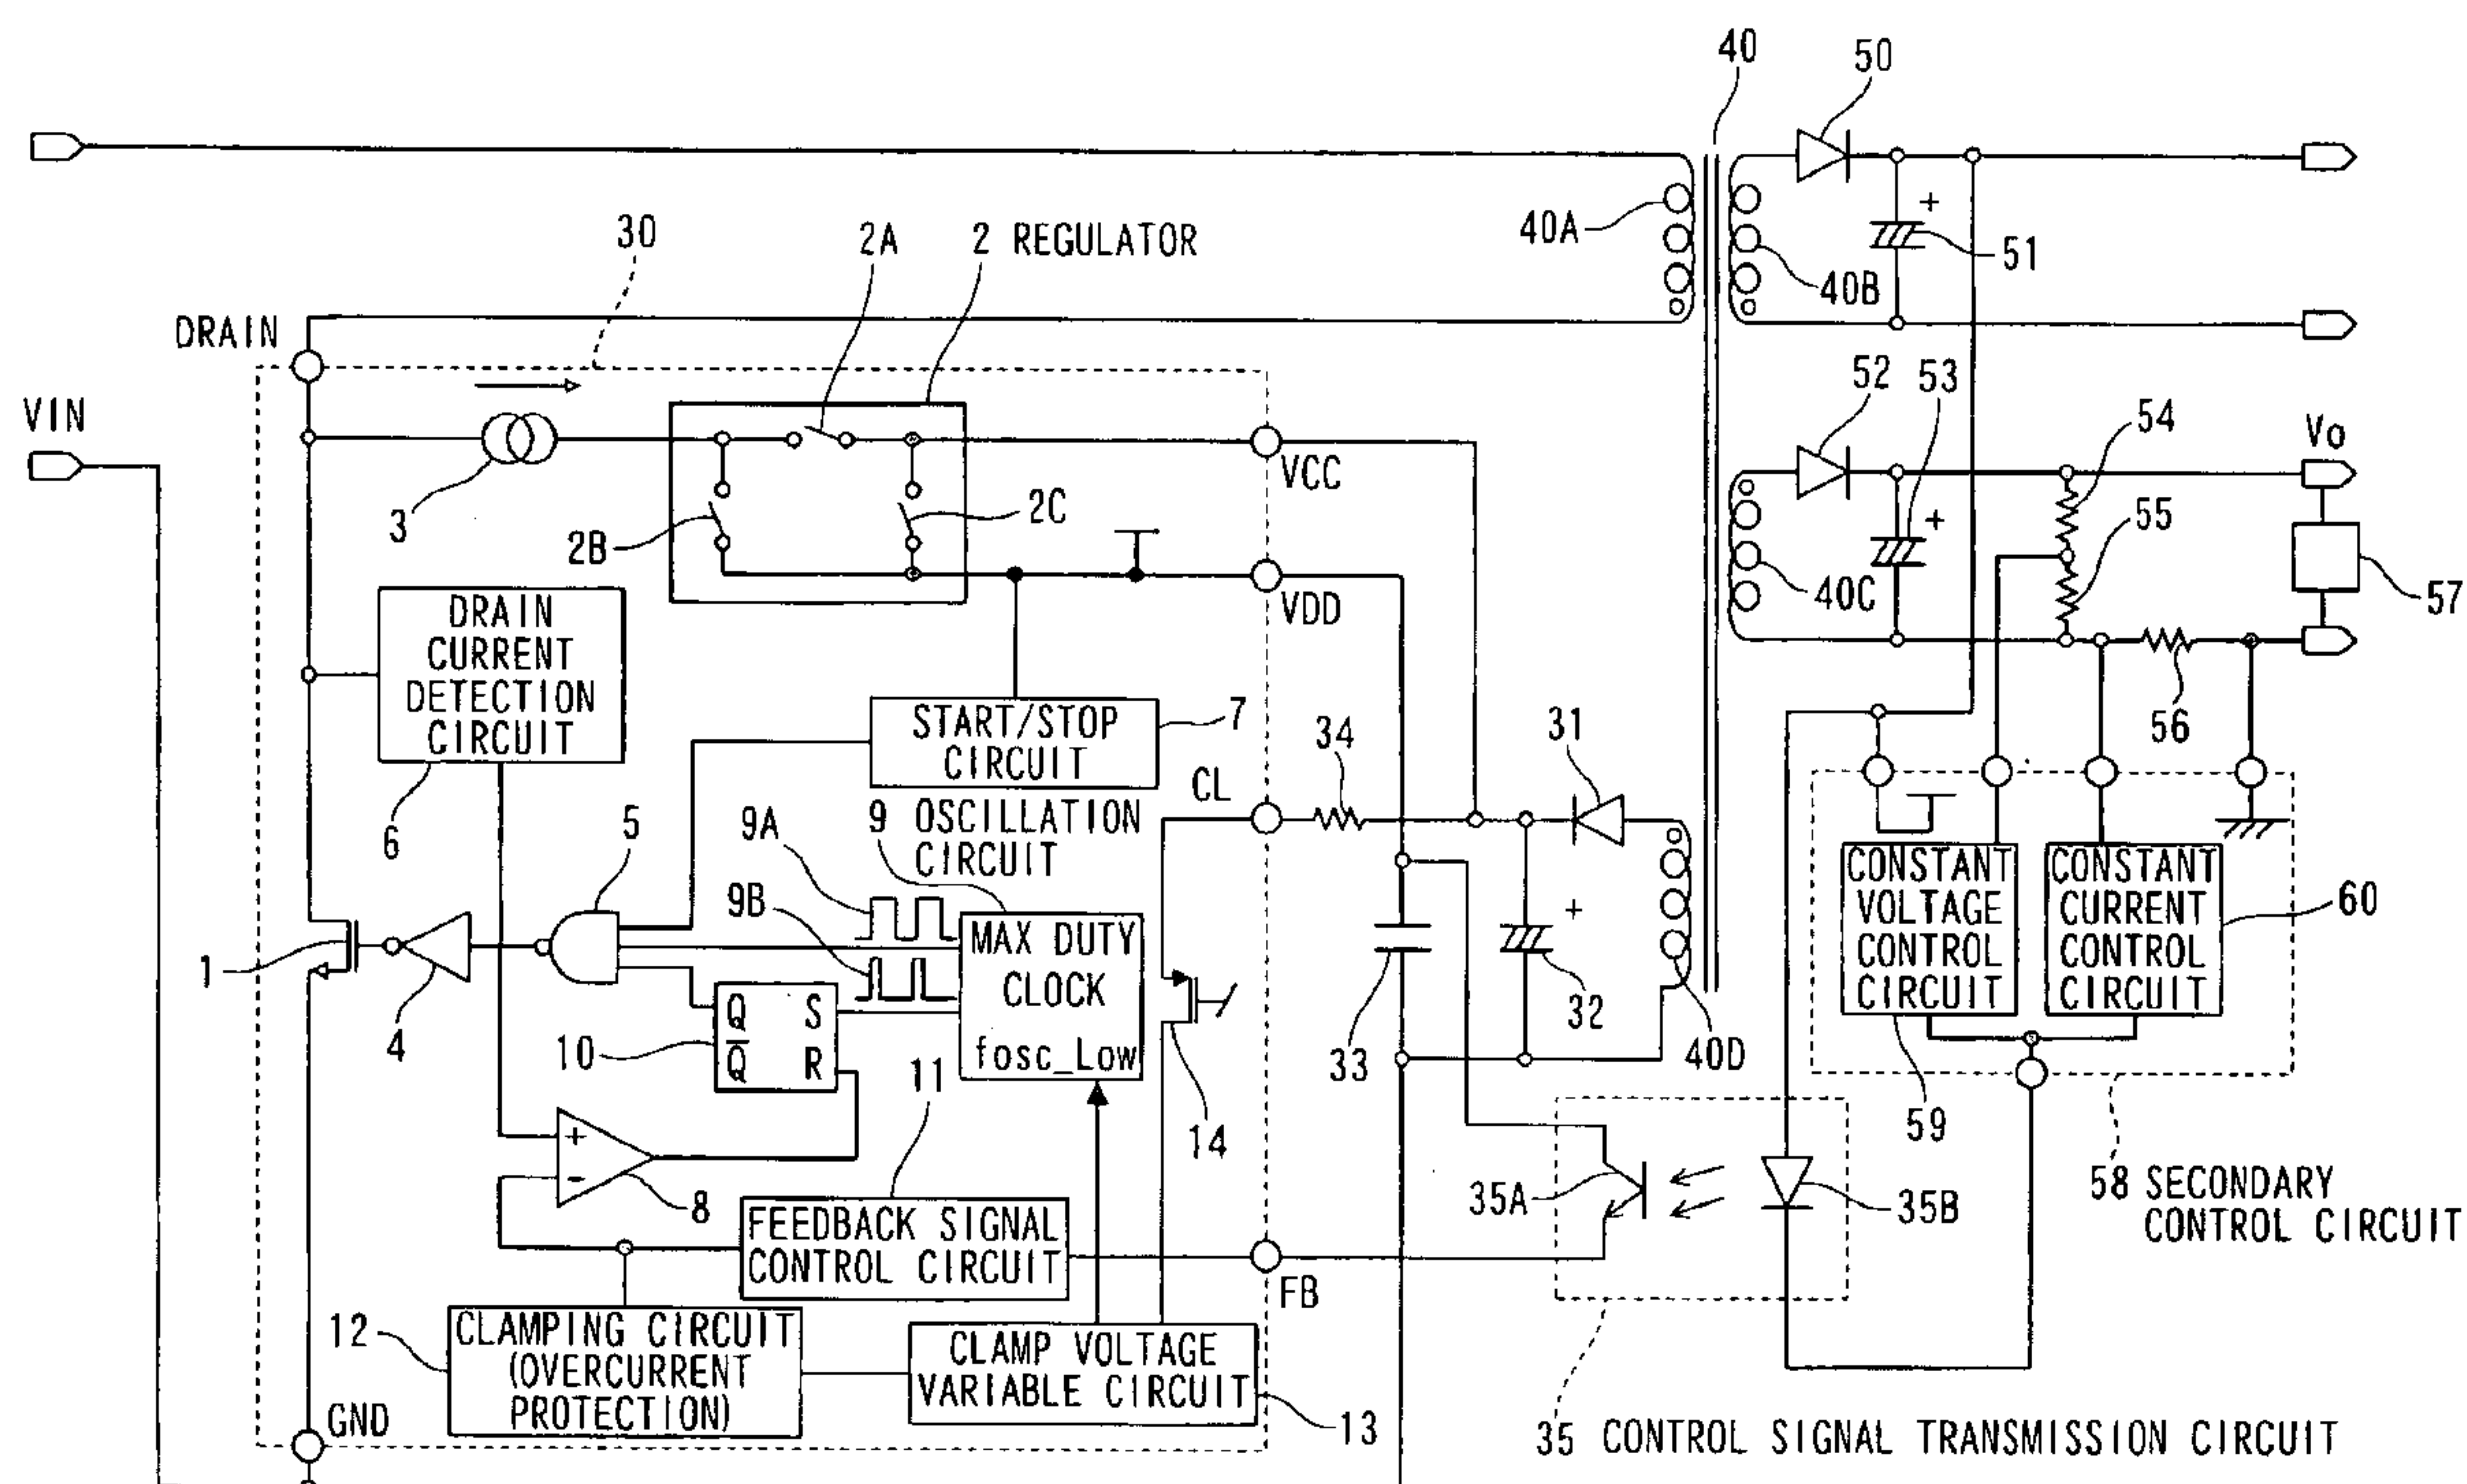 40
50
30
2A
2 REGULATOR
40A
40B
51
DRAIN
VIN
3
2B
2C
VCC
VDD
52
53
54
55
Vo
40C
57
56
+
+
DRAIN
CURRENT
DETECTION
CIRCUIT
6
START/STOP
CIRCUIT
7
9A
9 OSCILLATION
CIRCUIT
9B
5
CL
34
31
1
4
MAX DUTY
CLOCK
fosc_Low
Q S
Q̅ R
10
11
14
33
32
+
40D
CONSTANT
VOLTAGE
CONTROL
CIRCUIT
59
CONSTANT
CURRENT
CONTROL
CIRCUIT
60
+
-
8
FEEDBACK SIGNAL
CONTROL CIRCUIT
FB
35A
35B
58 SECONDARY
CONTROL CIRCUIT
12
CLAMPING CIRCUIT
(OVERCURRENT
PROTECTION)
CLAMP VOLTAGE
VARIABLE CIRCUIT
13
GND
35 CONTROL SIGNAL TRANSMISSION CIRCUIT